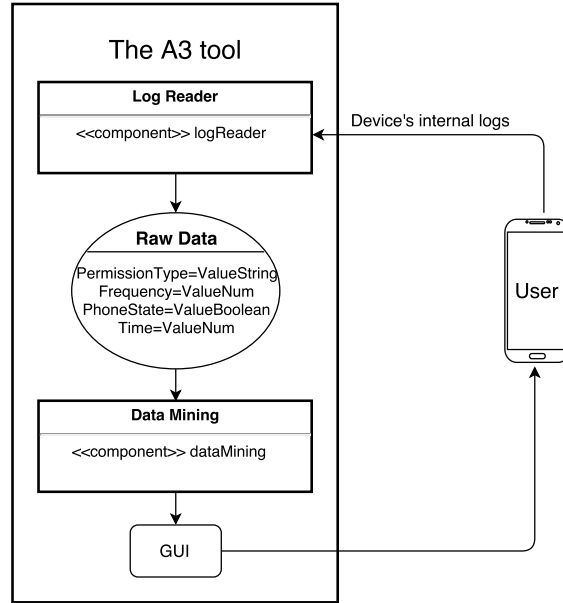 The A3 tool
Log Reader
<<component>> logReader
Device's internal logs
Raw Data
PermissionType=ValueString
Frequency=ValueNum
PhoneState=ValueBoolean
Time=ValueNum
User
Data Mining
<<component>> dataMining
GUI